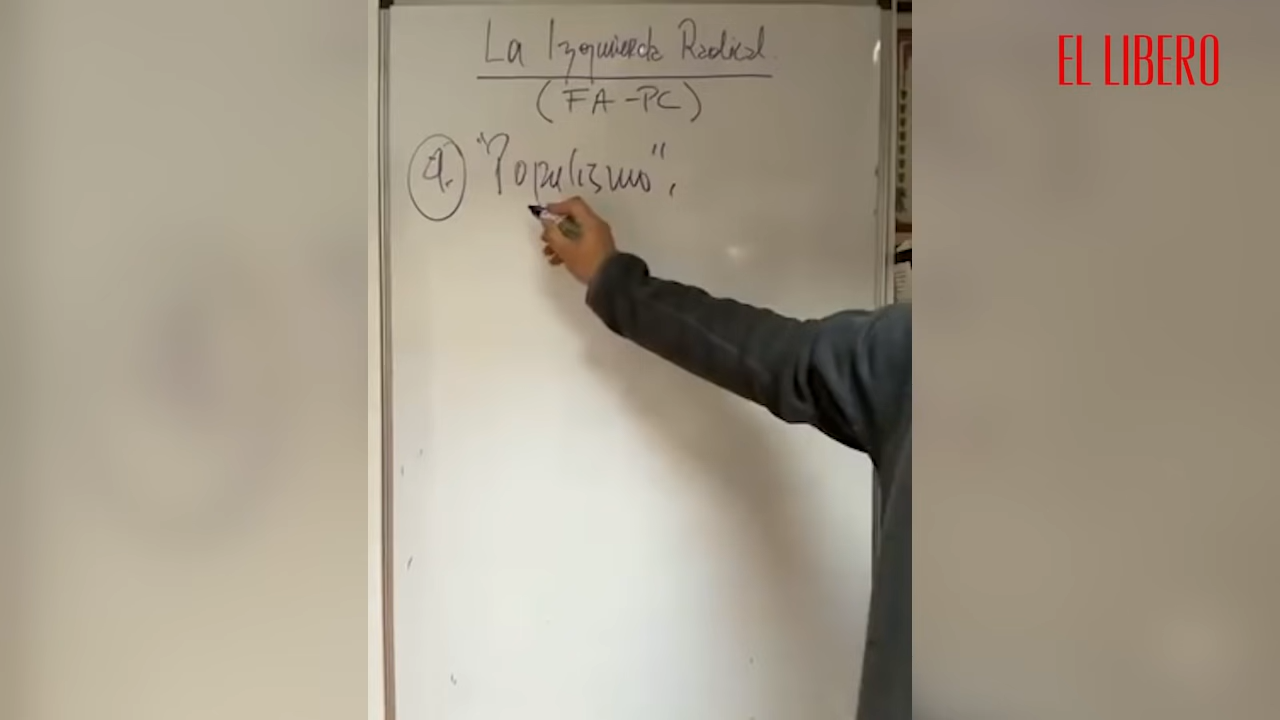 La Izquierda Radical.
(FA-PC)
4. "Populismo".
EL LIBERO